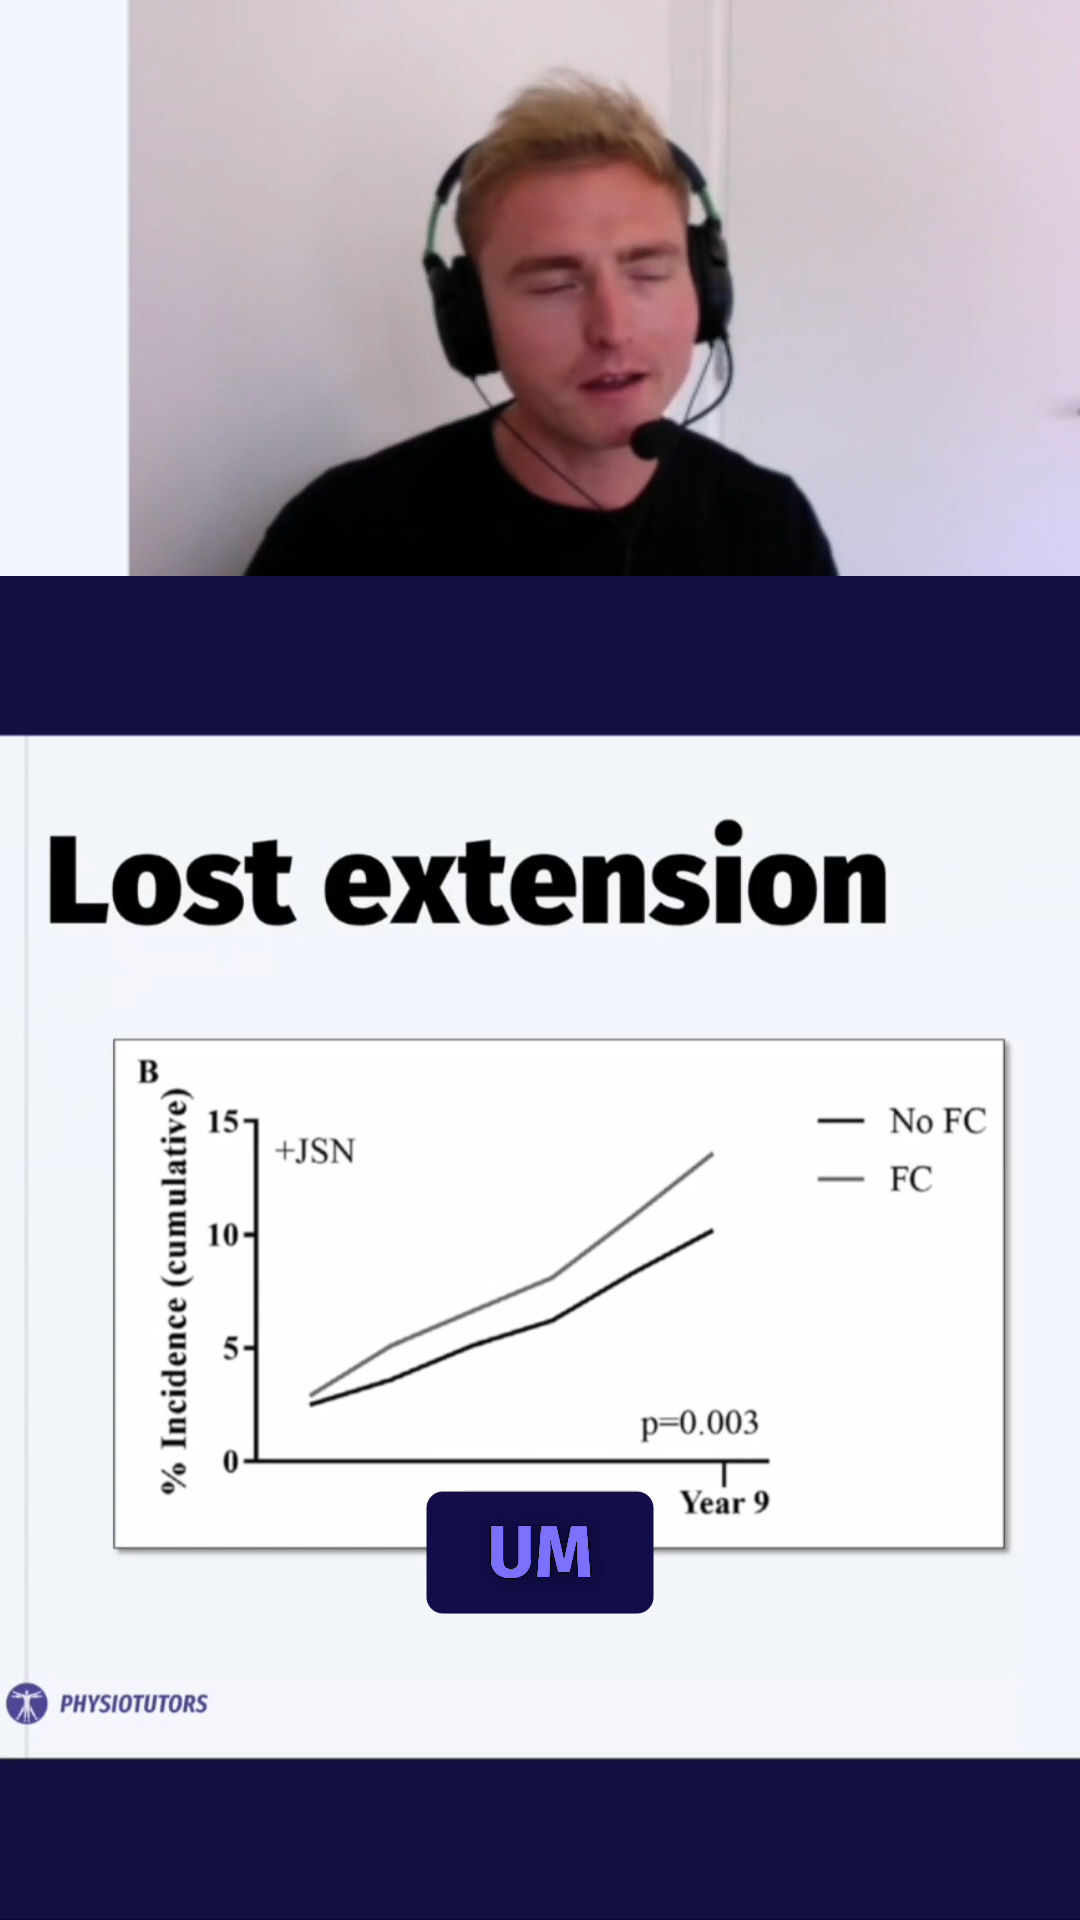 Lost extension
B
% Incidence (cumulative)
15
10
5
0
+JSN
No FC
FC
p=0.003
Year 9
UM
PHYSIOTUTORS